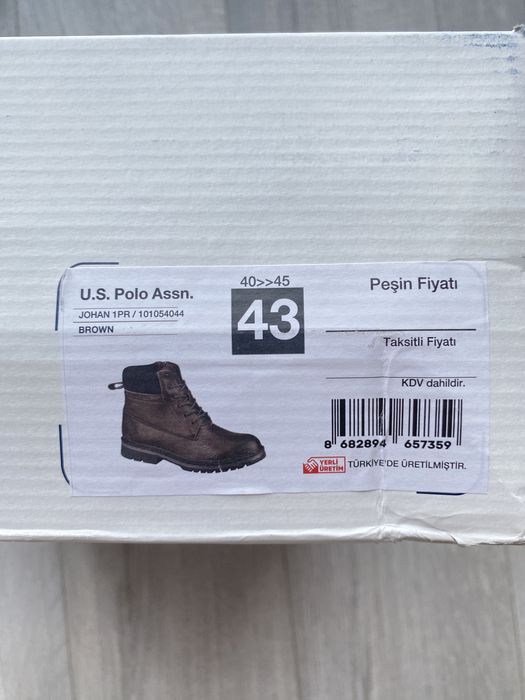 U.S. Polo Assn.
JOHAN 1PR / 101054044
BROWN
40>>45
43
Peşin Fiyatı
Taksitli Fiyatı
KDV dahildir.
8 682894 657359
YERLİ
ÜRETİM
TÜRKİYE'DE ÜRETİLMİŞTİR.